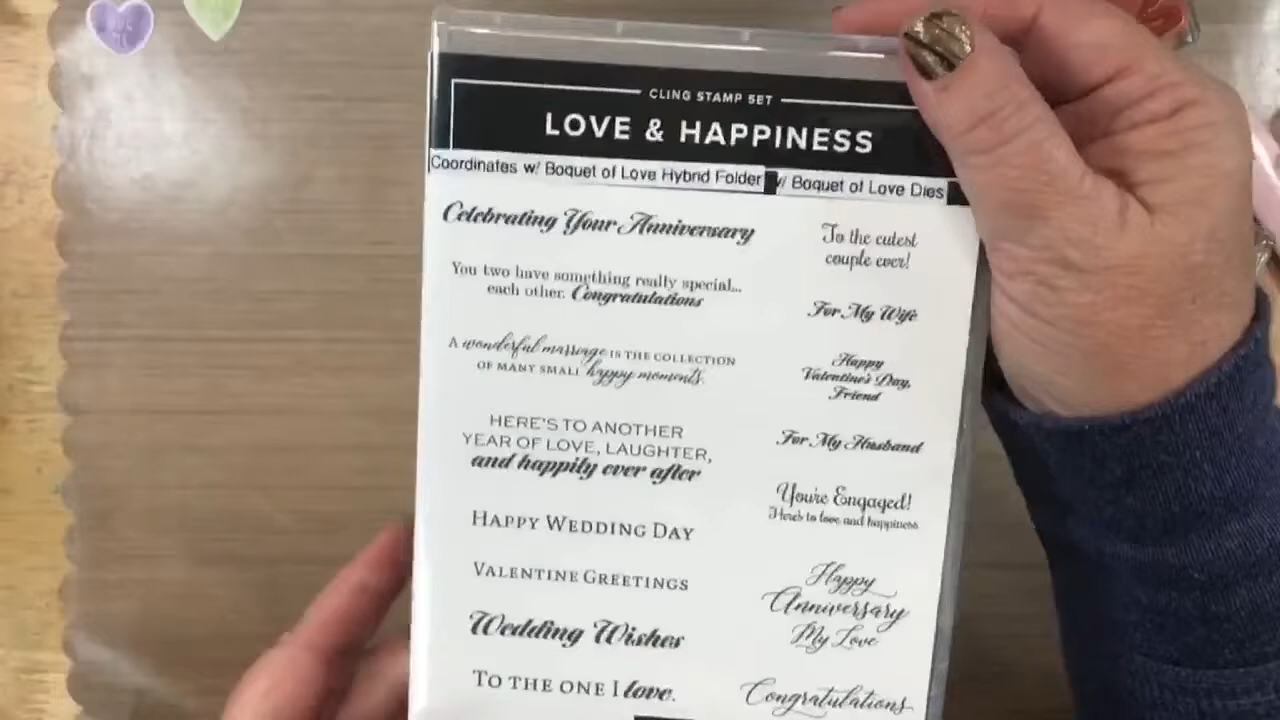 CLING STAMP SET
LOVE & HAPPINESS
Coordinates w/ Boquet of Love Hybrid Folder
w/ Boquet of Love Dies
Celebrating Your Anniversary
You two have something really special...
each other. Congratulations
A wonderful marriage IS THE COLLECTION
OF MANY SMALL happy moments.
HERE'S TO ANOTHER
YEAR OF LOVE, LAUGHTER,
and happily ever after
HAPPY WEDDING DAY
VALENTINE GREETINGS
Wedding Wishes
TO THE ONE I love.
To the cutest
couple ever!
For My Wife
Happy
Valentine's Day,
Friend
For My Husband
You're Engaged!
Here's to love and happiness
Happy
Anniversary
My Love
Congratulations